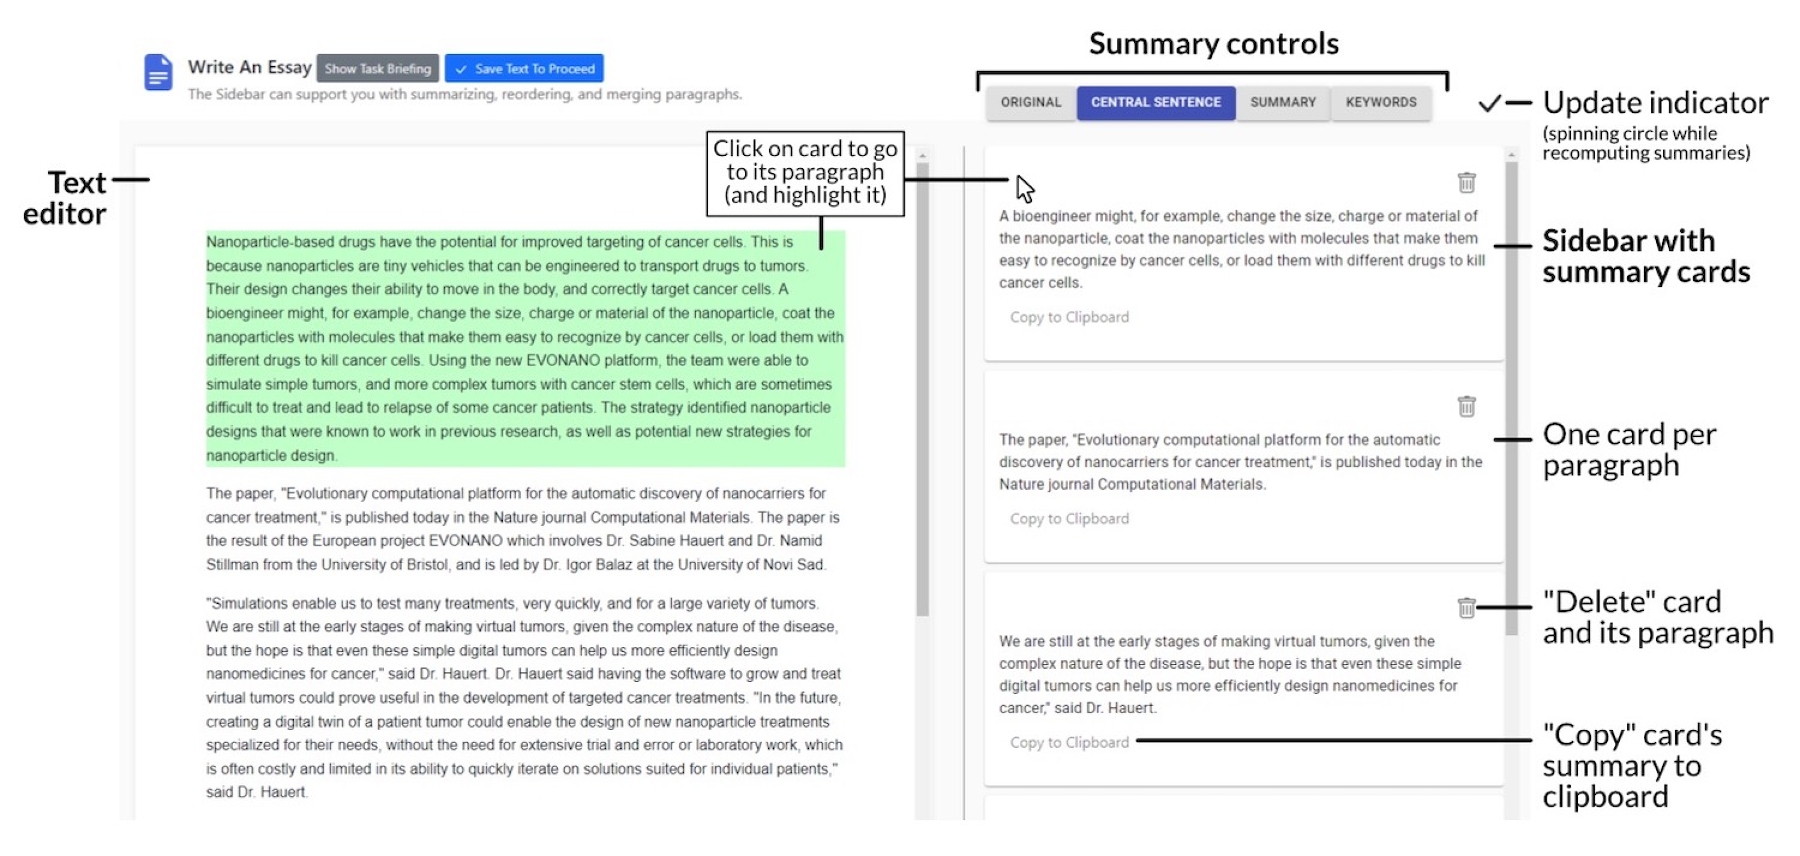 Summary controls
Write An Essay
Show Task Briefing
Save Text To Proceed
The Sidebar can support you with summarizing, reordering, and merging paragraphs.
ORIGINAL
CENTRAL SENTENCE
SUMMARY
KEYWORDS
Update indicator
(spinning circle while
recomputing summaries)
Text
editor
Click on card to go
to its paragraph
(and highlight it)
Nanoparticle-based drugs have the potential for improved targeting of cancer cells. This is
because nanoparticles are tiny vehicles that can be engineered to transport drugs to tumors.
Their design changes their ability to move in the body, and correctly target cancer cells. A
bioengineer might, for example, change the size, charge or material of the nanoparticle, coat the
nanoparticles with molecules that make them easy to recognize by cancer cells, or load them with
different drugs to kill cancer cells. Using the new EVONANO platform, the team were able to
simulate simple tumors, and more complex tumors with cancer stem cells, which are sometimes
difficult to treat and lead to relapse of some cancer patients. The strategy identified nanoparticle
designs that were known to work in previous research, as well as potential new strategies for
nanoparticle design.
The paper, "Evolutionary computational platform for the automatic discovery of nanocarriers for
cancer treatment," is published today in the Nature journal Computational Materials. The paper is
the result of the European project EVONANO which involves Dr. Sabine Hauert and Dr. Namid
Stillman from the University of Bristol, and is led by Dr. Igor Balaz at the University of Novi Sad.
"Simulations enable us to test many treatments, very quickly, and for a large variety of tumors.
We are still at the early stages of making virtual tumors, given the complex nature of the disease,
but the hope is that even these simple digital tumors can help us more efficiently design
nanomedicines for cancer," said Dr. Hauert. Dr. Hauert said having the software to grow and treat
virtual tumors could prove useful in the development of targeted cancer treatments. "In the future,
creating a digital twin of a patient tumor could enable the design of new nanoparticle treatments
specialized for their needs, without the need for extensive trial and error or laboratory work, which
is often costly and limited in its ability to quickly iterate on solutions suited for individual patients,"
said Dr. Hauert.
A bioengineer might, for example, change the size, charge or material of
the nanoparticle, coat the nanoparticles with molecules that make them
easy to recognize by cancer cells, or load them with different drugs to kill
cancer cells.
Copy to Clipboard
The paper, "Evolutionary computational platform for the automatic
discovery of nanocarriers for cancer treatment," is published today in the
Nature journal Computational Materials.
Copy to Clipboard
We are still at the early stages of making virtual tumors, given the
complex nature of the disease, but the hope is that even these simple
digital tumors can help us more efficiently design nanomedicines for
cancer," said Dr. Hauert.
Copy to Clipboard
Sidebar with
summary cards
One card per
paragraph
"Delete" card
and its paragraph
"Copy" card's
summary to
clipboard